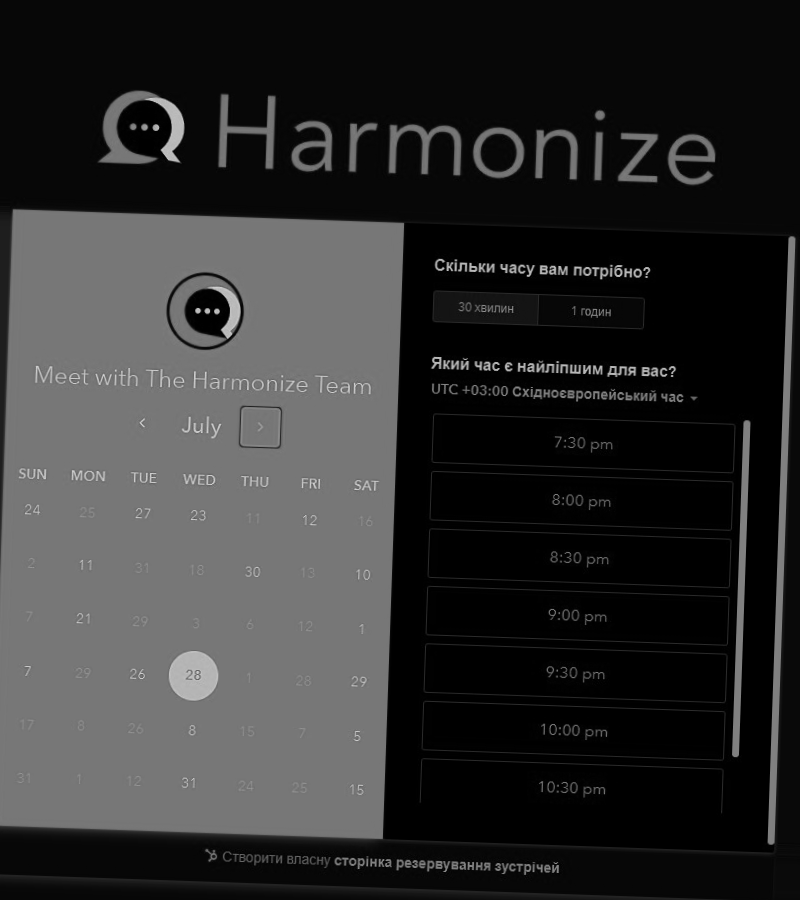 Harmonize
Meet with The Harmonize Team
July
SUN MON TUE WED THU FRI SAT
24 25 27 23 11 12 16
2 11 31 18 30 13 10
7 21 29 3 6 12 1
7 29 26 28 1 28 29
17 8 26 8 15 7 5
31 1 12 31 24 25 15
Скільки часу вам потрібно?
30 хвилин 1 годин
Який час є найліпшим для вас?
UTC +03:00 Східноєвропейський час
7:30 pm
8:00 pm
8:30 pm
9:00 pm
9:30 pm
10:00 pm
10:30 pm
Створити власну сторінка резервування зустрічей